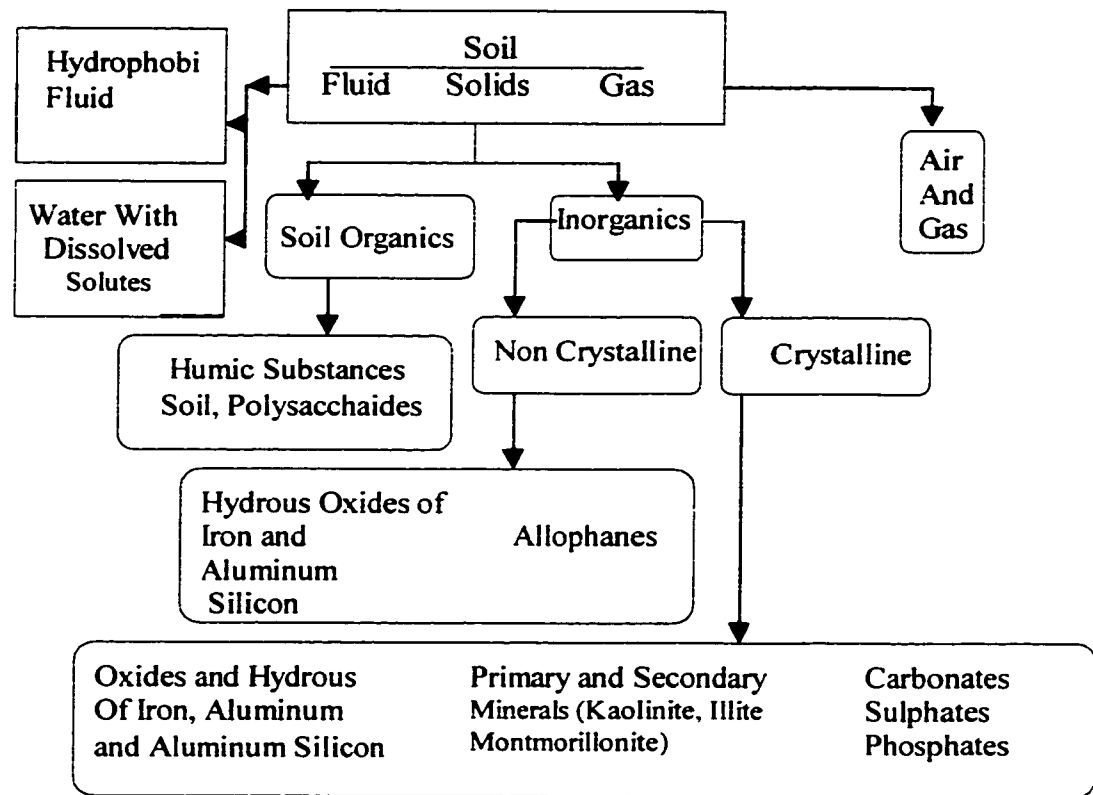 Soil
Fluid Solids Gas
Hydrophobi
Fluid
Water With
Dissolved
Solutes
Air
And
Gas
Soil Organics
Inorganics
Humic Substances
Soil, Polysacchaides
Non Crystalline
Crystalline
Hydrous Oxides of
Iron and
Aluminum
Silicon
Allophanes
Oxides and Hydrous
Of Iron, Aluminum
and Aluminum Silicon
Primary and Secondary
Minerals (Kaolinite, Illite
Montmorillonite)
Carbonates
Sulphates
Phosphates